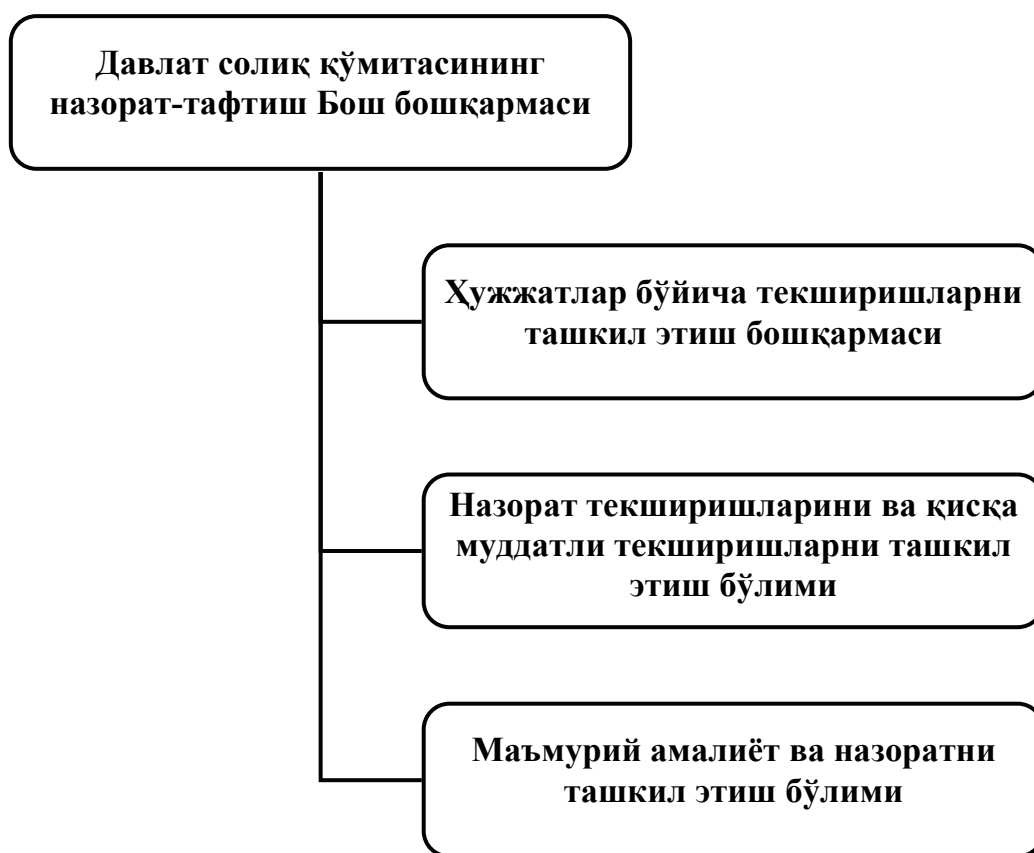 Давлат солиқ қўмитасининг
назорат-тафтиш Бош бошқармаси
Ҳужжатлар бўйича текширишларни
ташкил этиш бошқармаси
Назорат текширишларини ва қисқа
муддатли текширишларни ташкил
этиш бўлими
Маъмурий амалиёт ва назоратни
ташкил этиш бўлими